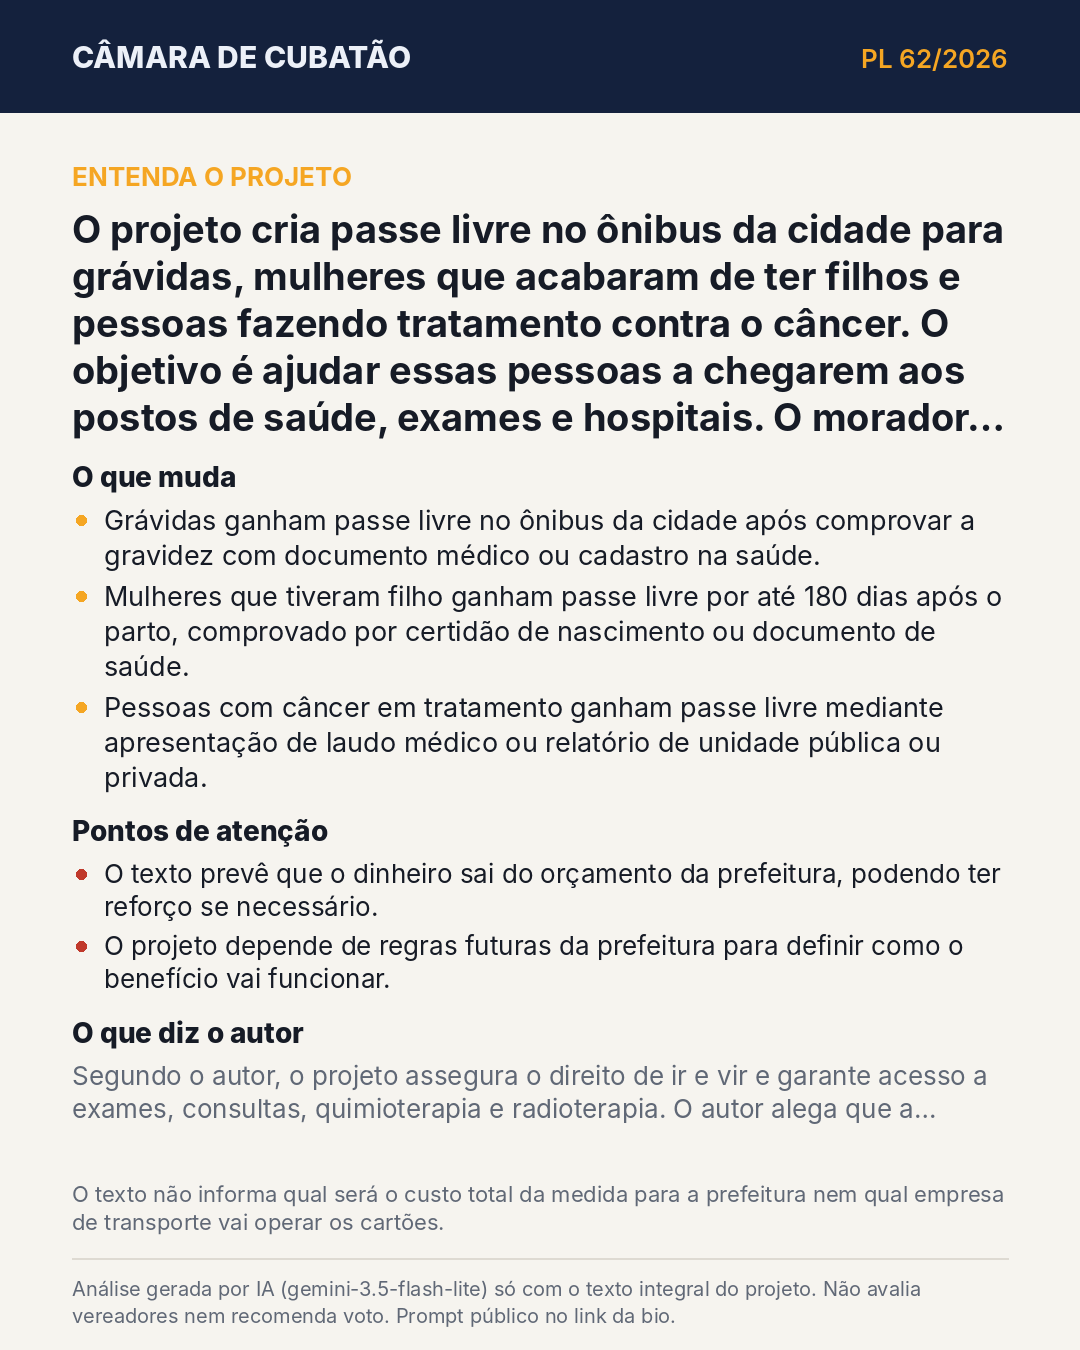 CÂMARA DE CUBATÃO
PL 62/2026
ENTENDA O PROJETO
O projeto cria passe livre no ônibus da cidade para
grávidas, mulheres que acabaram de ter filhos e
pessoas fazendo tratamento contra o câncer. O
objetivo é ajudar essas pessoas a chegarem aos
postos de saúde, exames e hospitais. O morador...
O que muda
Grávidas ganham passe livre no ônibus da cidade após comprovar a
gravidez com documento médico ou cadastro na saúde.
Mulheres que tiveram filho ganham passe livre por até 180 dias após o
parto, comprovado por certidão de nascimento ou documento de
saúde.
Pessoas com câncer em tratamento ganham passe livre mediante
apresentação de laudo médico ou relatório de unidade pública ou
privada.
Pontos de atenção
O texto prevê que o dinheiro sai do orçamento da prefeitura, podendo ter
reforço se necessário.
O projeto depende de regras futuras da prefeitura para definir como o
benefício vai funcionar.
O que diz o autor
Segundo o autor, o projeto assegura o direito de ir e vir e garante acesso a
exames, consultas, quimioterapia e radioterapia. O autor alega que a...
O texto não informa qual será o custo total da medida para a prefeitura nem qual empresa
de transporte vai operar os cartões.
Análise gerada por IA (gemini-3.5-flash-lite) só com o texto integral do projeto. Não avalia
vereadores nem recomenda voto. Prompt público no link da bio.